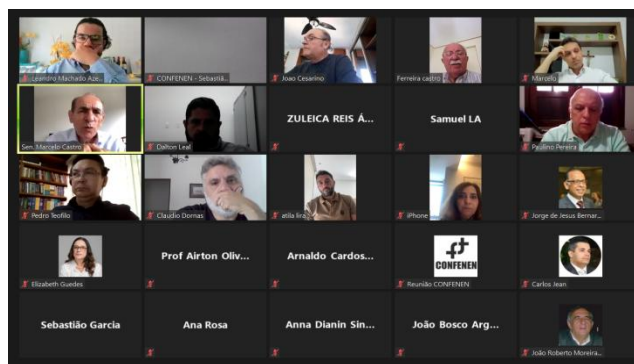 Leandro Machado Aze...
CONFENEN - Sebastiã...
Joao Cesarino
Ferreira castro
Marcelo
Sen. Marcelo Castro
Dalton Leal
ZULEICA REIS Á...
Samuel LA
Paulino Pereira
Pedro Teofilo
Claudio Dornas
atila lira
iPhone
Jorge de Jesus Bernar...
Elizabeth Guedes
Prof Airton Oliv...
Arnaldo Cardos...
CONFENEN
Reunião CONFENEN
Carlos Jean
Sebastião Garcia
Ana Rosa
Anna Dianin Sin...
João Bosco Arg...
João Roberto Moreira...